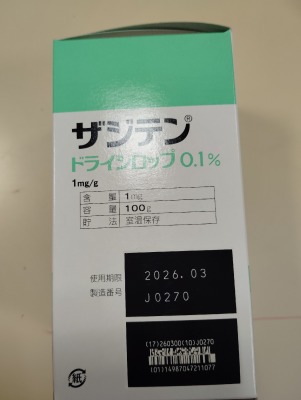 ザジテン®
ドライシロップ0.1%
1mg/g
含 量 1mg
容 量 100g
貯 法 室温保存
使用期限 2026.03
製造番号 J0270
(17)260300(10)J0270
(01)14987047211077
紙